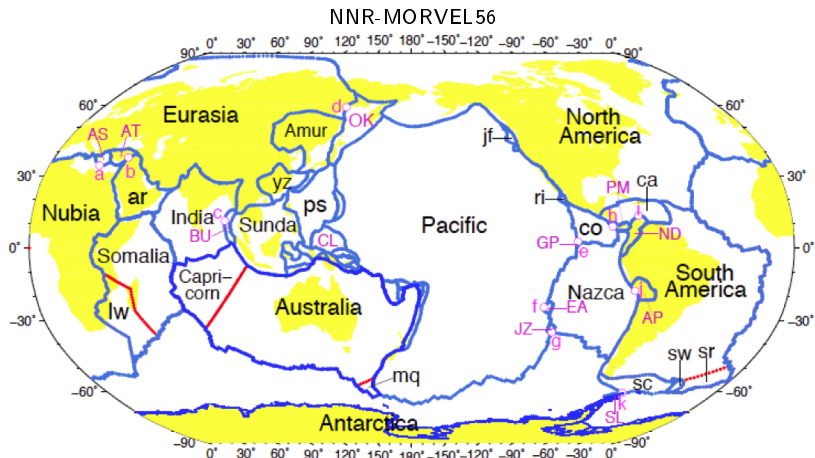 NNR-MORVEL56
0° 30° 60° 90° 120° 150° 180° −150° −120° −90° −60° −30° 0°
90° 90°
60° 60°
30° 30°
0° 0°
−30° −30°
−60° −60°
−90 −90°
0° 30° 60° 90° 120° 150° 180° −150° −120° −90° −60° −30° 0°
Eurasia
Amur
d
OK
AS
AT
a
b
North
America
jf
yz
ar
Nubia
India
c
BU
Sunda
ps
CL
Pacific
ri
PM
ca
h
i
co
ND
GP
e
Somalia
Capri−
corn
Australia
Nazca
South
America
j
f
EA
AP
JZ
g
lw
mq
sw
sr
sc
k
SL
Antarctica